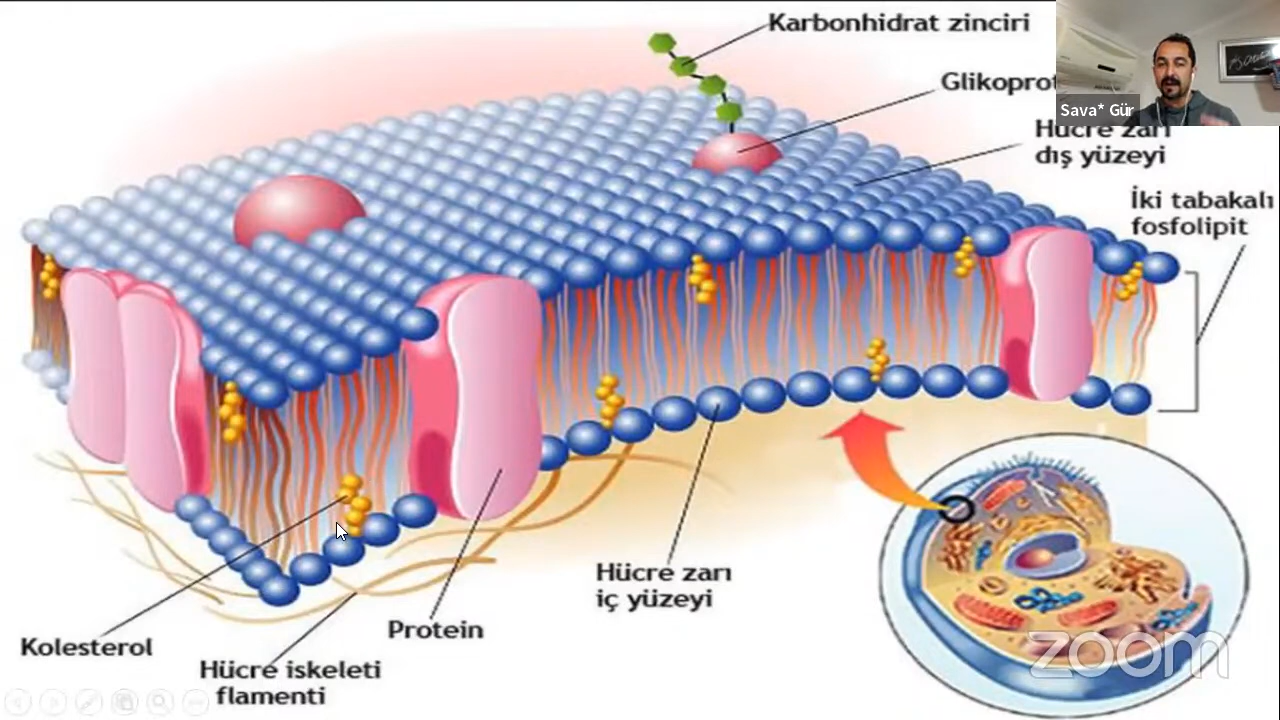 Karbonhidrat zinciri
Glikoprot
Sava* Gür
Hücre zarı
dış yüzeyi
İki tabakalı
fosfolipit
Hücre zarı
iç yüzeyi
Protein
Kolesterol
Hücre iskeleti
flamenti
zoom